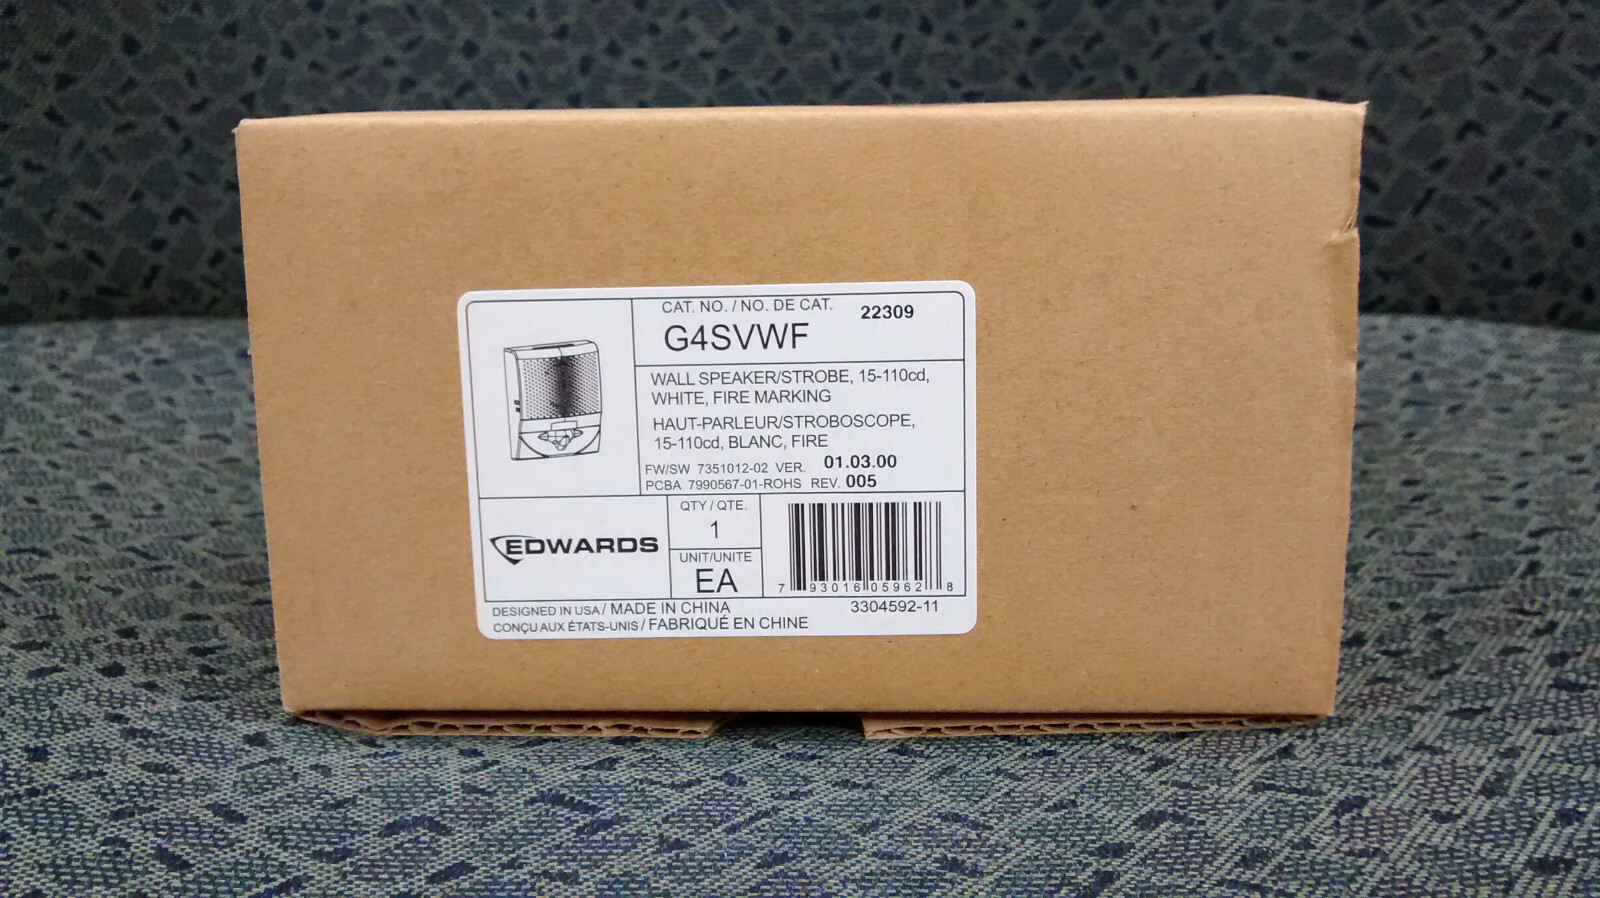 CAT. NO. / NO. DE CAT. 22309
G4SVWF
WALL SPEAKER/STROBE, 15-110cd,
WHITE, FIRE MARKING
HAUT-PARLEUR/STROBOSCOPE,
15-110cd, BLANC, FIRE
FW/SW 7351012-02 VER. 01.03.00
PCBA 7990567-01-ROHS REV. 005
EDWARDS
QTY / QTE.
1
UNIT/UNITE
EA
7 93016 05962 8
DESIGNED IN USA / MADE IN CHINA 3304592-11
CONÇU AUX ÉTATS-UNIS / FABRIQUÉ EN CHINE